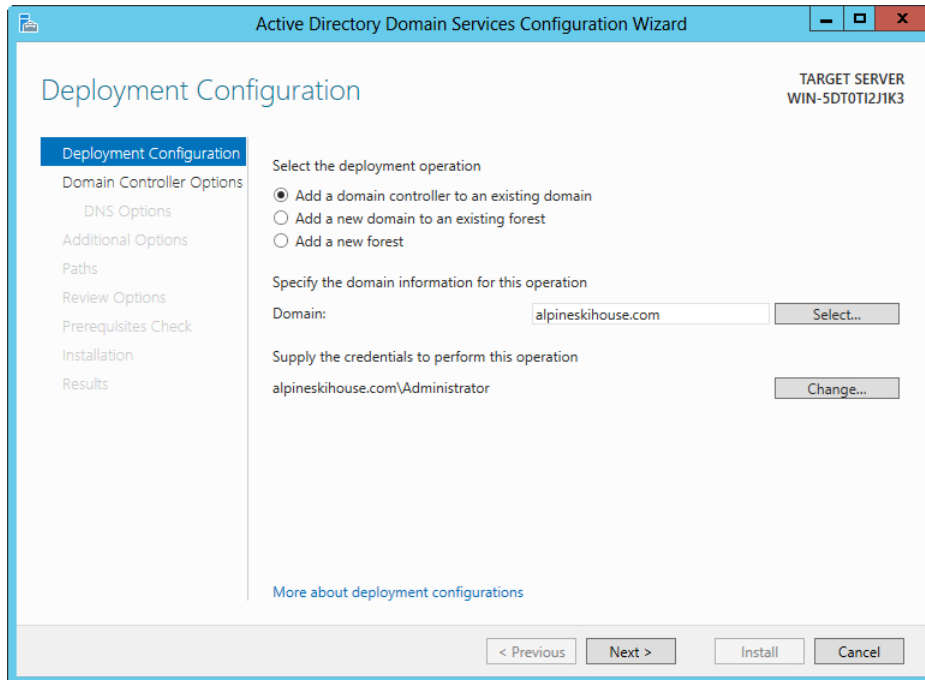 Active Directory Domain Services Configuration Wizard
Deployment Configuration
TARGET SERVER
WIN-5DT0TI2J1K3
Deployment Configuration
Domain Controller Options
DNS Options
Additional Options
Paths
Review Options
Prerequisites Check
Installation
Results
Select the deployment operation
Add a domain controller to an existing domain
Add a new domain to an existing forest
Add a new forest
Specify the domain information for this operation
Domain: alpineskihouse.com Select...
Supply the credentials to perform this operation
alpineskihouse.com\Administrator Change...
More about deployment configurations
< Previous Next > Install Cancel